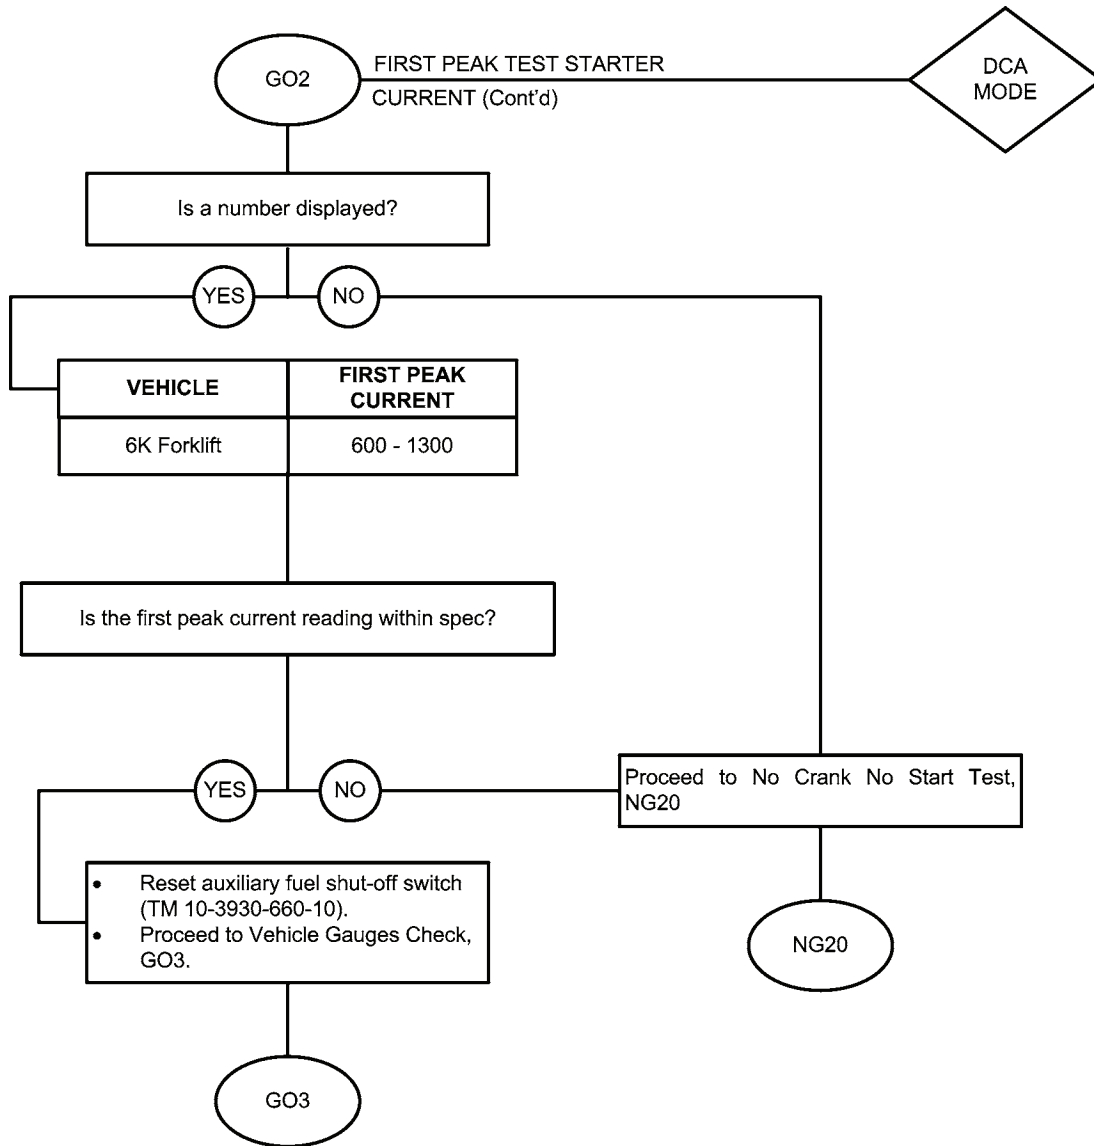 GO2
FIRST PEAK TEST STARTER
CURRENT (Cont'd)
DCA
MODE
Is a number displayed?
YES
NO
VEHICLE
FIRST PEAK
CURRENT
6K Forklift
600 - 1300
Is the first peak current reading within spec?
YES
NO
Proceed to No Crank No Start Test,
NG20
• Reset auxiliary fuel shut-off switch
(TM 10-3930-660-10).
• Proceed to Vehicle Gauges Check,
GO3.
NG20
GO3